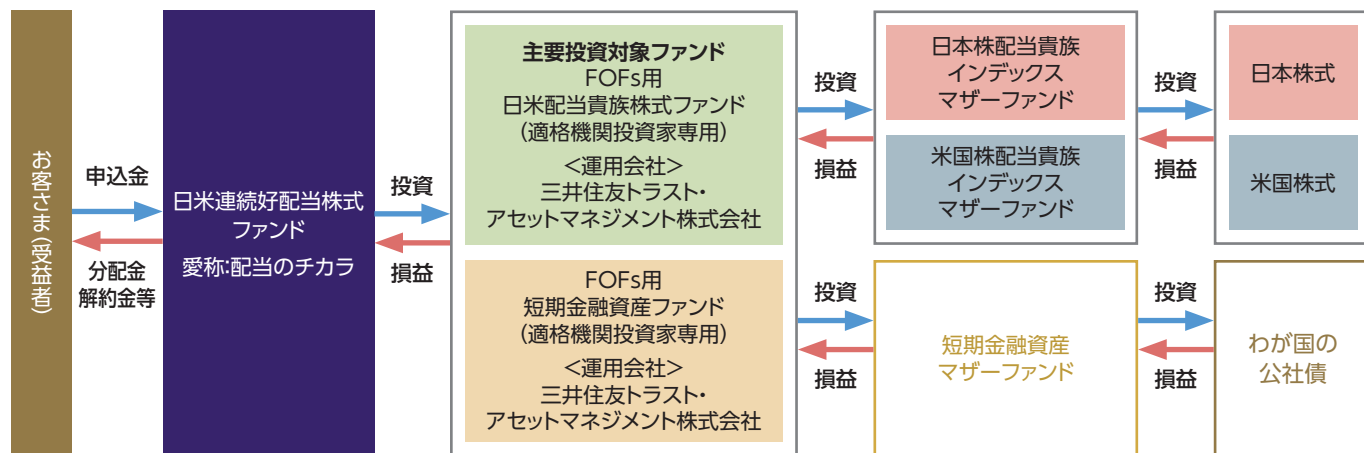 お客さま（受益者）
申込金
分配金
解約金等
日米連続好配当株式
ファンド
愛称:配当のチカラ
投資
損益
主要投資対象ファンド
FOFs用
日米配当貴族株式ファンド
（適格機関投資家専用）
＜運用会社＞
三井住友トラスト・
アセットマネジメント株式会社
FOFs用
短期金融資産ファンド
（適格機関投資家専用）
＜運用会社＞
三井住友トラスト・
アセットマネジメント株式会社
投資
損益
日本株配当貴族
インデックス
マザーファンド
米国株配当貴族
インデックス
マザーファンド
投資
損益
日本株式
米国株式
投資
損益
短期金融資産
マザーファンド
投資
損益
わが国の
公社債